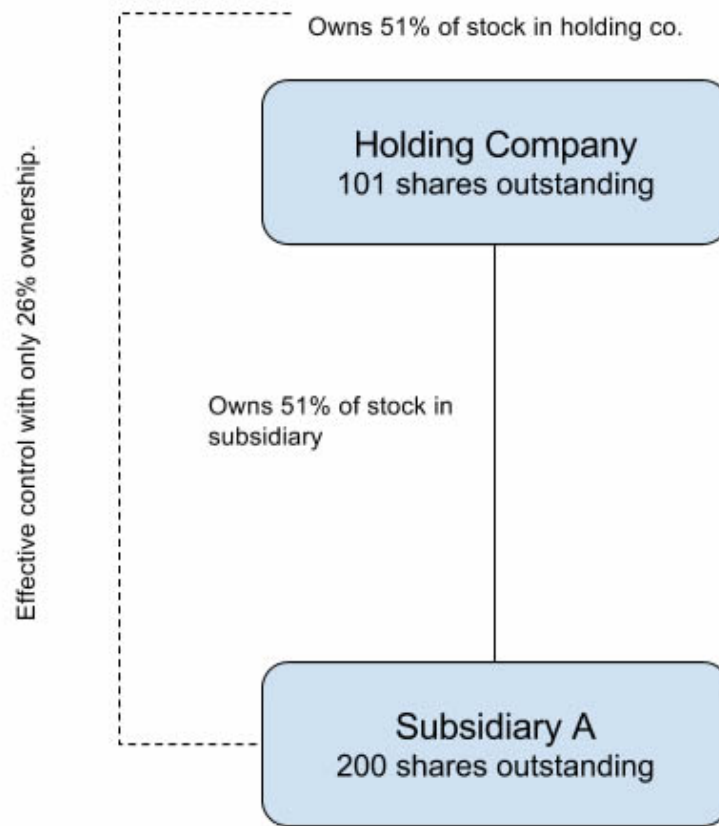 Owns 51% of stock in holding co.
Holding Company
101 shares outstanding
Effective control with only 26% ownership.
Owns 51% of stock in
subsidiary
Subsidiary A
200 shares outstanding